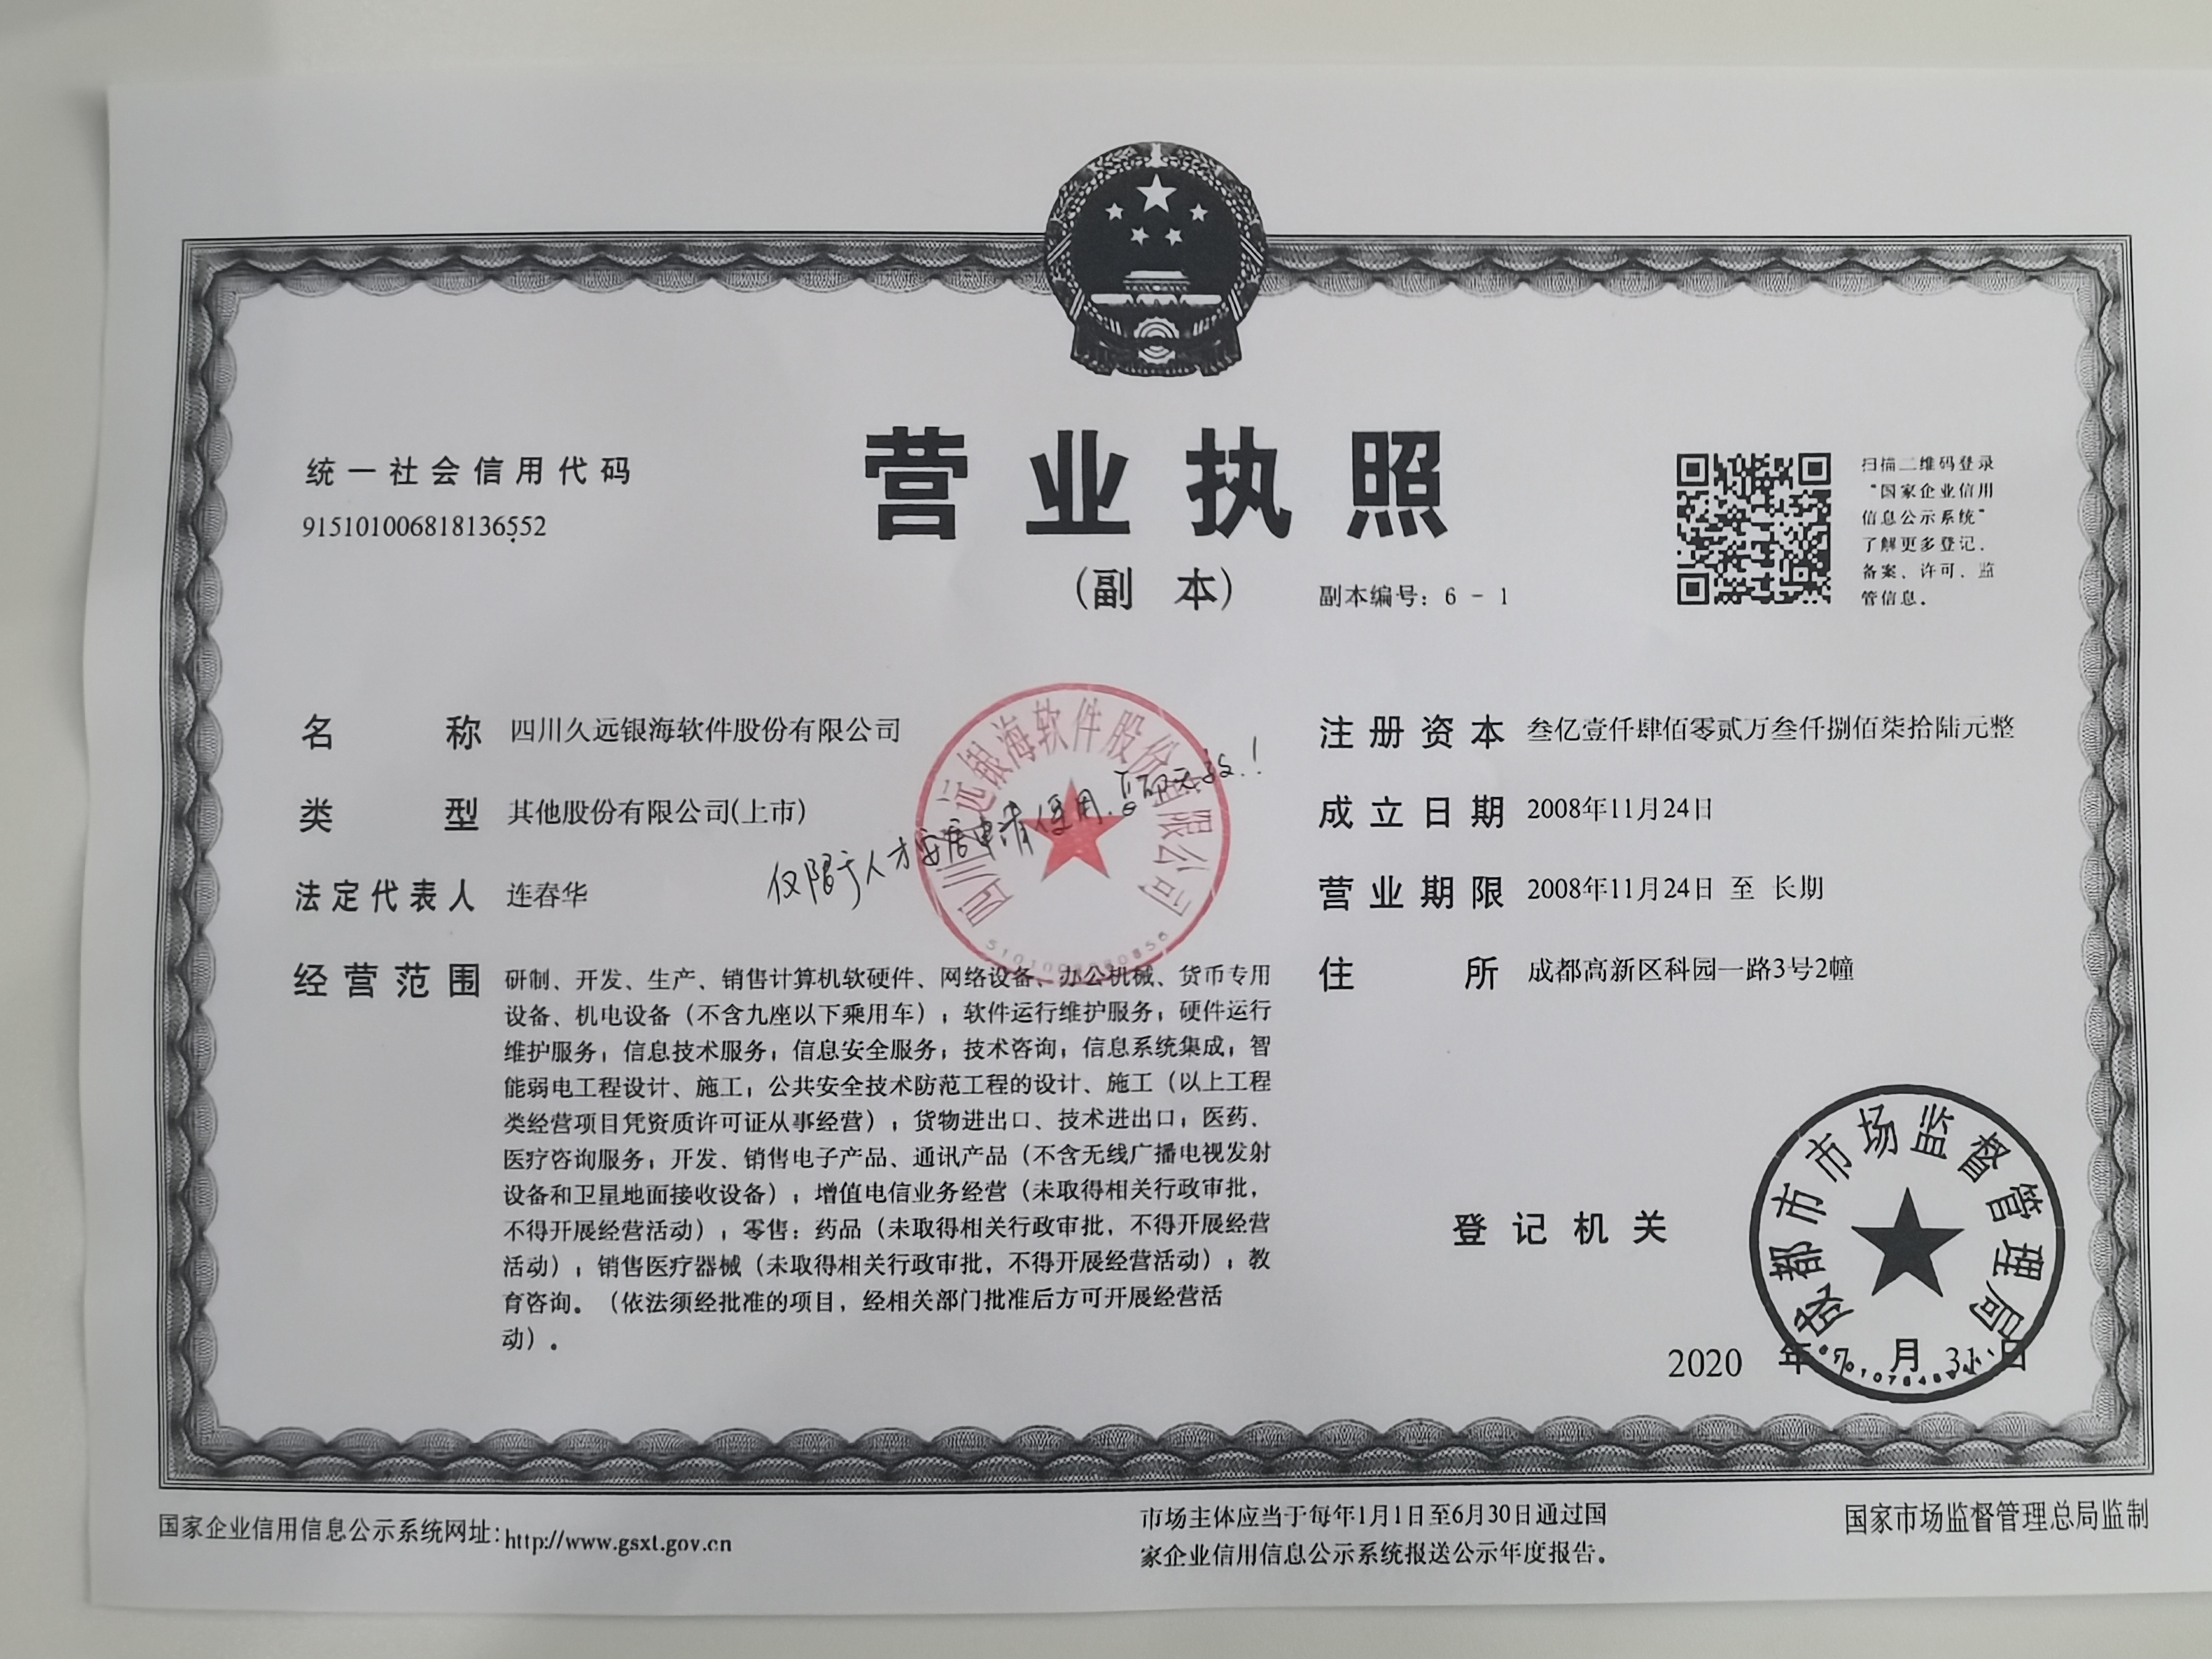 营业执照
(副 本)
副本编号：6 - 1
统一社会信用代码
915101006818136552
扫描二维码登录
“国家企业信用
信息公示系统”
了解更多登记、
备案、许可、监
管信息。
名 称 四川久远银海软件股份有限公司
类 型 其他股份有限公司(上市)
法定代表人 连春华
经营范围 研制、开发、生产、销售计算机软硬件、网络设备、办公机械、货币专用
设备、机电设备（不含九座以下乘用车）；软件运行维护服务；硬件运行
维护服务；信息技术服务；信息安全服务；技术咨询；信息系统集成；智
能弱电工程设计、施工；公共安全技术防范工程的设计、施工（以上工程
类经营项目凭资质许可证从事经营）；货物进出口、技术进出口；医药、
医疗咨询服务；开发、销售电子产品、通讯产品（不含无线广播电视发射
设备和卫星地面接收设备）；增值电信业务经营（未取得相关行政审批，
不得开展经营活动）；零售：药品（未取得相关行政审批，不得开展经营
活动）；销售医疗器械（未取得相关行政审批，不得开展经营活动）；教
育咨询。（依法须经批准的项目，经相关部门批准后方可开展经营活
动）。
四川久远银海软件股份有限公司
仅限于人才安居申请使用.复印无效.!
注册资本 叁亿壹仟肆佰零贰万叁仟捌佰柒拾陆元整
成立日期 2008年11月24日
营业期限 2008年11月24日 至 长期
住 所 成都高新区科园一路3号2幢
登记机关
成都市市场监督管理局
2020 年 7 月 31 日
国家企业信用信息公示系统网址：http://www.gsxt.gov.cn
市场主体应当于每年1月1日至6月30日通过国
家企业信用信息公示系统报送公示年度报告。
国家市场监督管理总局监制